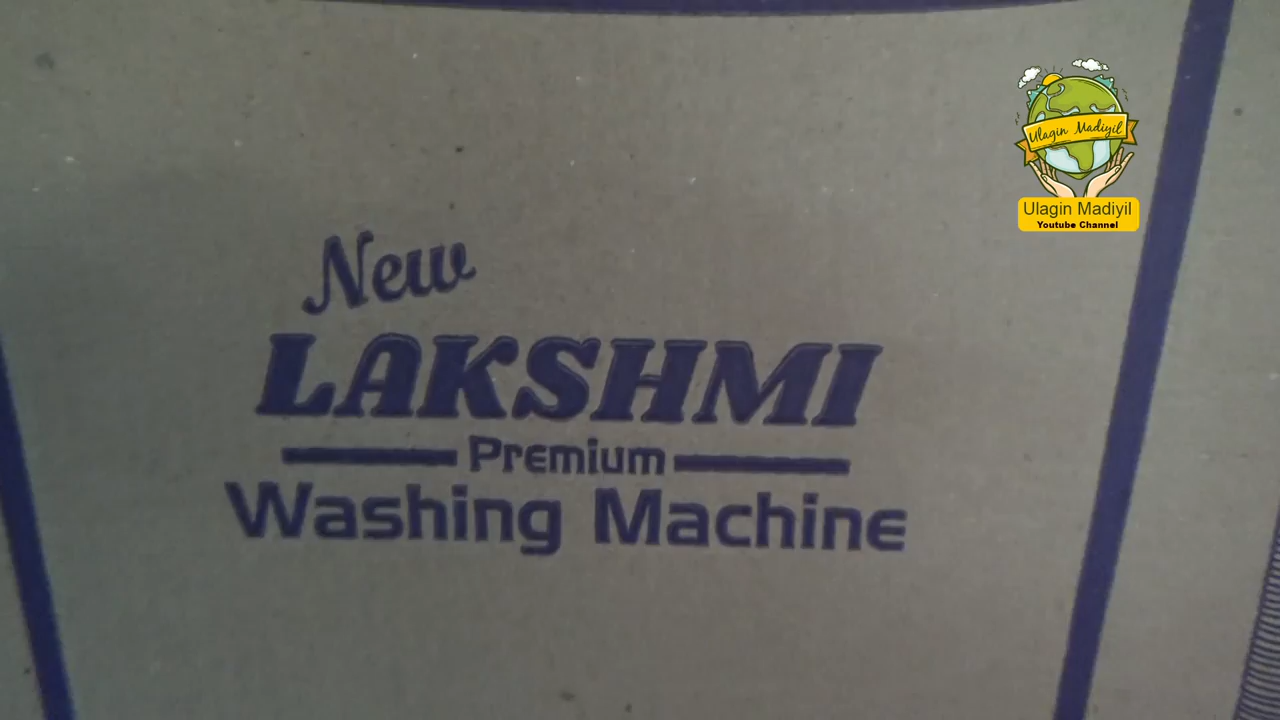 New
LAKSHMI
Premium
Washing Machine
Ulagin Madiyil
Ulagin Madiyil
Youtube Channel